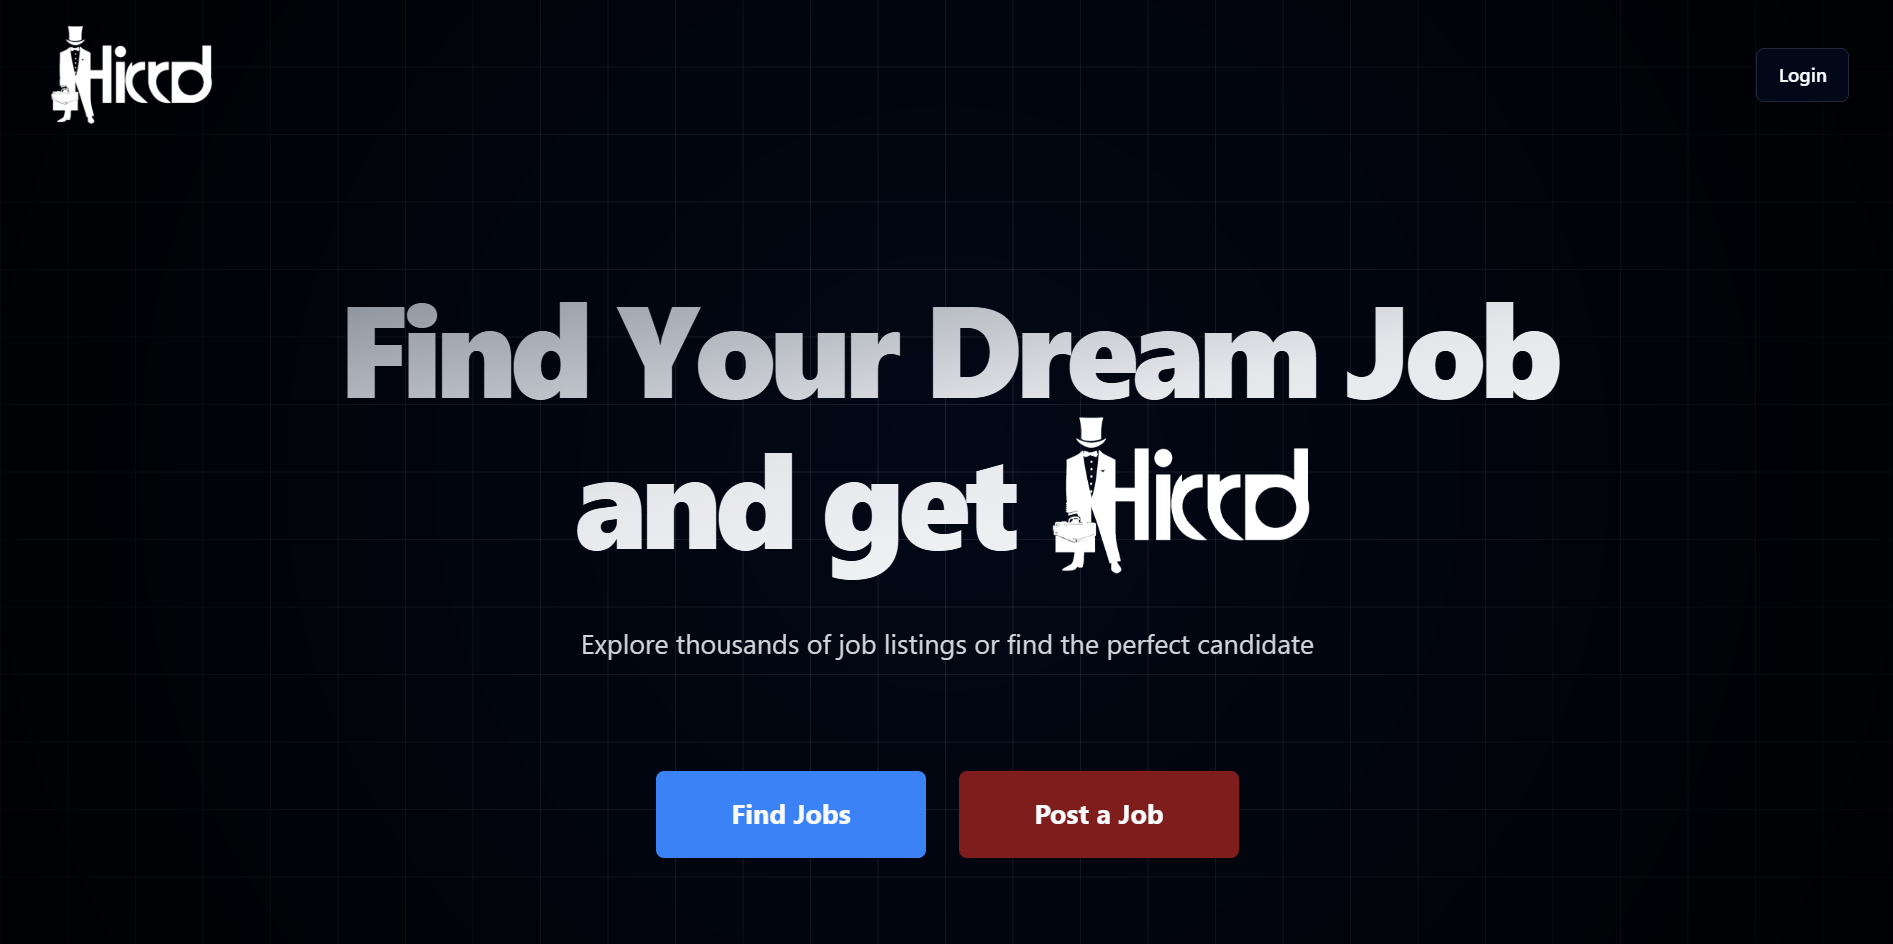 Hirrd
Login
Find Your Dream Job
and get Hirrd
Explore thousands of job listings or find the perfect candidate
Find Jobs
Post a Job